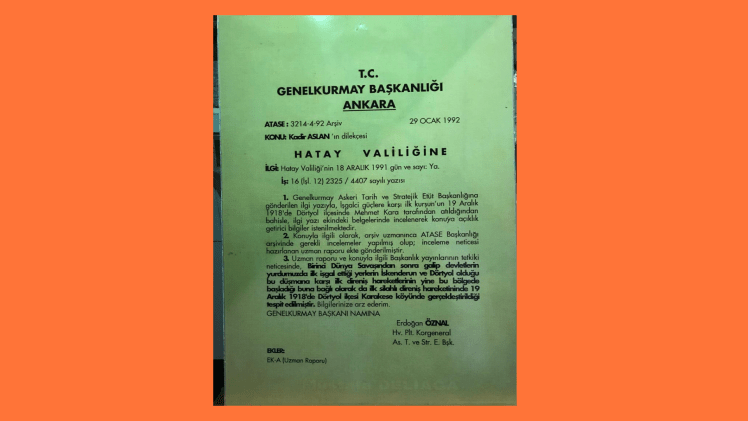 T.C.
GENELKURMAY BAŞKANLIĞI
ANKARA
ATASE : 3214-4-92 Arşiv
29 OCAK 1992
KONU: Kadir ASLAN 'ın dilekçesi
HATAY VALİLİĞİNE
İLGİ: Hatay Valiliği'nin 18 ARALIK 1991 gün ve sayı: Ya.
İş: 16 (Işl. 12) 2325 / 4407 sayılı yazısı
1. Genelkurmay Askeri Tarih ve Stratejik Etüt Başkanlığına
gönderilen ilgi yazıyla, İşgalci güçlere karşı ilk kurşun'un 19 Aralık
1918'de Dörtyol ilçesinde Mehmet Kara tarafından atıldığından
bahisle, ilgi yazı ekindeki belgelerinde incelenerek konuya açıklık
getirici bilgiler istenilmektedir.
2. Konuyla ilgili olarak, arşiv uzmanınca ATASE Başkanlığı
arşivinde gerekli incelemeler yapılmış olup; inceleme neticesi
hazırlanan uzman raporu ekte gönderilmiştir.
3. Uzman raporu ve konuyla ilgili Başkanlık yayınlarının tetkiki
neticesinde, Birinci Dünya Savaşından sonra galip devletlerin
yurdumuzda ilk işgal ettiği yerlerin İskenderun ve Dörtyol olduğu
bu düşmana karşı ilk direniş hareketlerinin yine bu bölgede
başladığı buna bağlı olarak da ilk silahlı direniş hareketininde 19
Aralık 1918'de Dörtyol ilçesi Karakese köyünde gerçekleştirildiği
tespit edilmiştir. Bilgilerinize arz ederim.
GENELKURMAY BAŞKANI NAMINA
Erdoğan ÖZNAL
Hv. Plt. Korgeneral
As. T. ve Str. E. Bşk.
EKLER:
EK-A (Uzman Raporu)